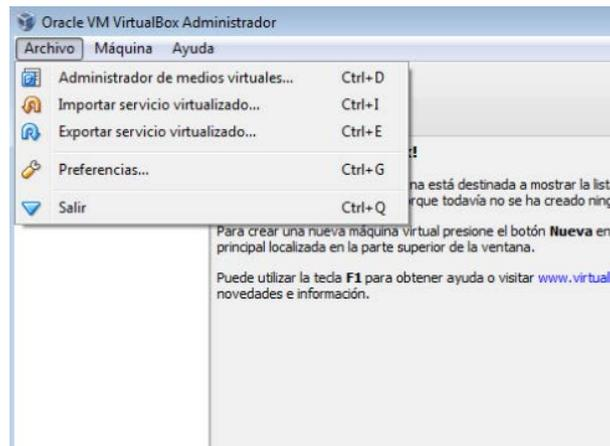 Oracle VM VirtualBox Administrador
Archivo Máquina Ayuda
Administrador de medios virtuales... Ctrl+D
Importar servicio virtualizado... Ctrl+I
Exportar servicio virtualizado... Ctrl+E
Preferencias... Ctrl+G
Salir Ctrl+Q
!
na está destinada a mostrar la list
rque todavía no se ha creado ning
Para crear una nueva máquina virtual presione el botón Nueva en
principal localizada en la parte superior de la ventana.
Puede utilizar la tecla F1 para obtener ayuda o visitar www.virtual
novedades e información.